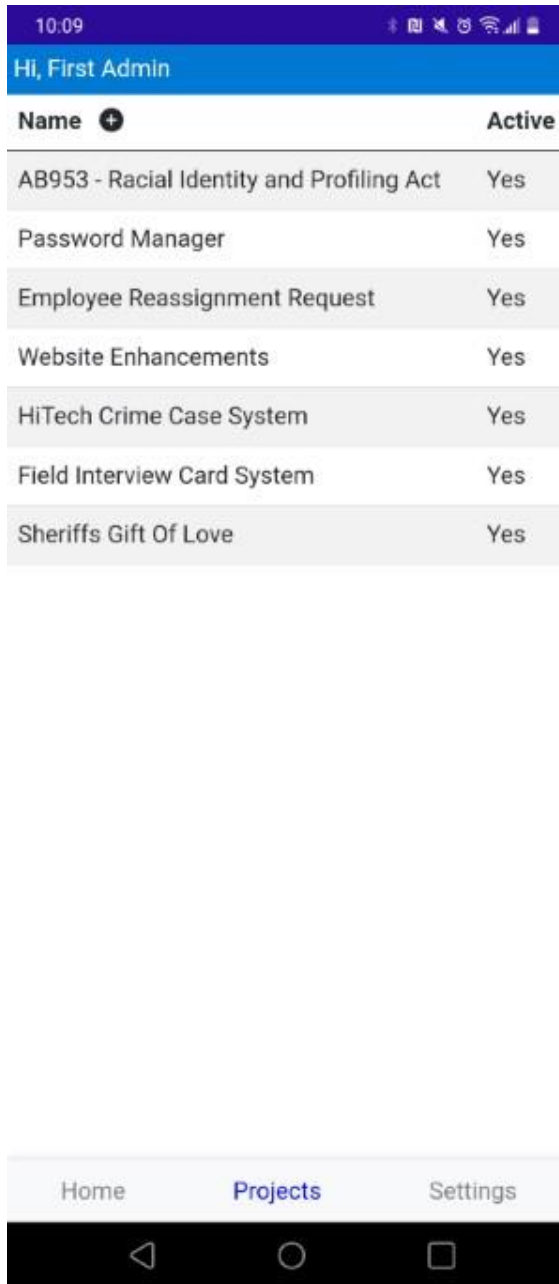 10:09
Hi, First Admin
Name Active
AB953 - Racial Identity and Profiling Act Yes
Password Manager Yes
Employee Reassignment Request Yes
Website Enhancements Yes
HiTech Crime Case System Yes
Field Interview Card System Yes
Sheriffs Gift Of Love Yes
Home Projects Settings